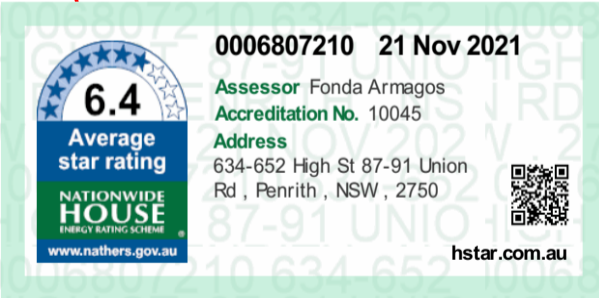 0006807210 21 Nov 2021
6.4
Average
star rating
NATIONWIDE
HOUSE
ENERGY RATING SCHEME ®
www.nathers.gov.au
Assessor Fonda Armagos
Accreditation No. 10045
Address
634-652 High St 87-91 Union
Rd , Penrith , NSW , 2750
hstar.com.au